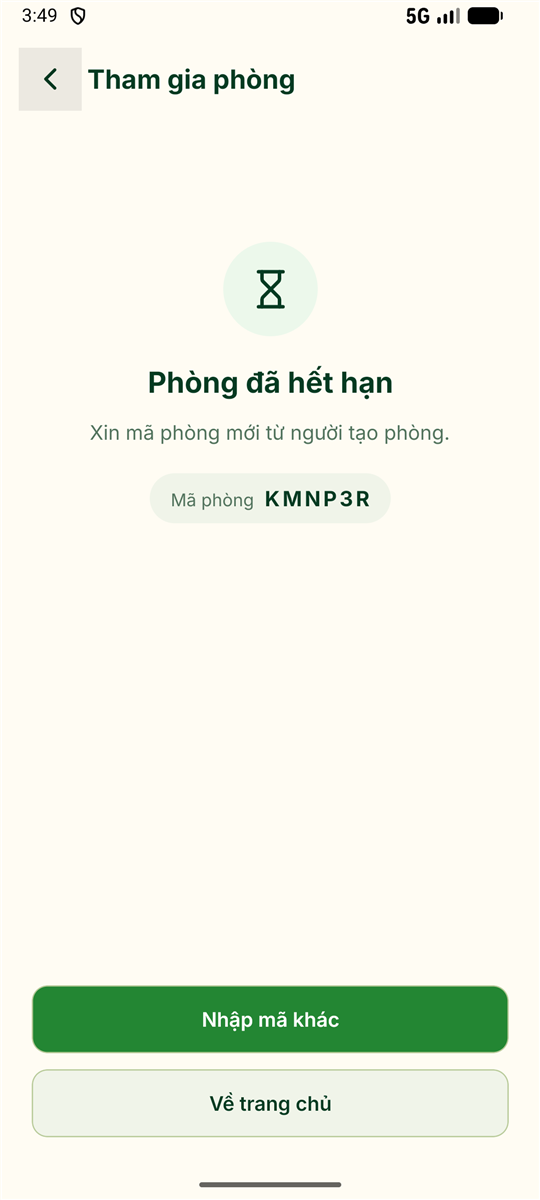 3:49 5G
Tham gia phòng
Phòng đã hết hạn
Xin mã phòng mới từ người tạo phòng.
Mã phòng KMNP3R
Nhập mã khác
Về trang chủ